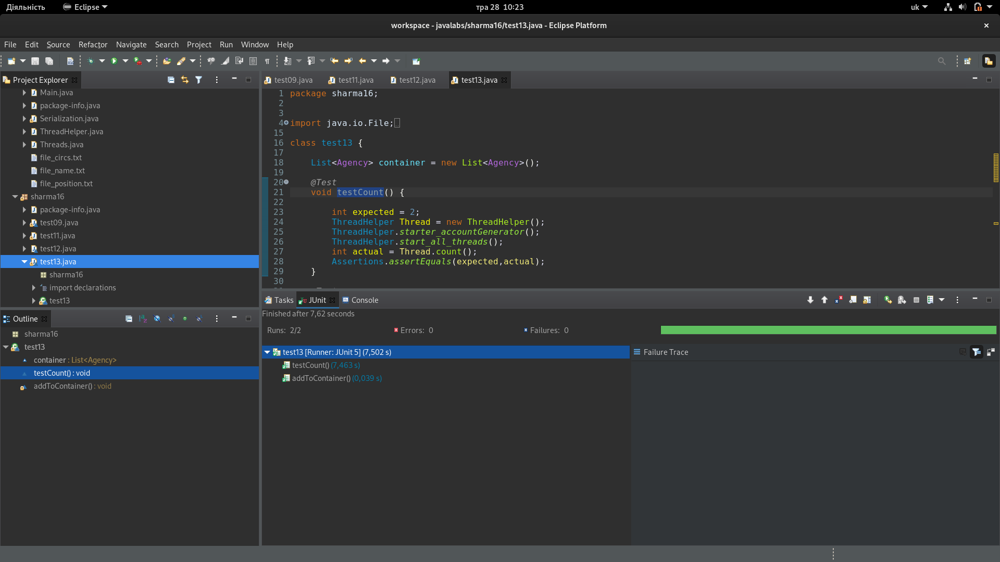 Діяльність
Eclipse
тра 28 10:23
uk
workspace - javalabs/sharma16/test13.java - Eclipse Platform
File Edit Source Refactor Navigate Search Project Run Window Help
Project Explorer
Main.java
package-info.java
Serialization.java
ThreadHelper.java
Threads.java
file_circs.txt
file_name.txt
file_position.txt
sharma16
package-info.java
test09.java
test11.java
test12.java
test13.java
sharma16
import declarations
test13
Outline
sharma16
test13
container : List<Agency>
testCount() : void
addToContainer() : void
test09.java test11.java test12.java test13.java
1 package sharma16;
2
3
4 import java.io.File;
15
16 class test13 {
17
18 List<Agency> container = new List<Agency>();
19
20 @Test
21 void testCount() {
22
23 int expected = 2;
24 ThreadHelper Thread = new ThreadHelper();
25 ThreadHelper.starter_accountGenerator();
26 ThreadHelper.start_all_threads();
27 int actual = Thread.count();
28 Assertions.assertEquals(expected,actual);
29 }
30
Tasks JUnit Console
Finished after 7,62 seconds
Runs: 2/2 Errors: 0 Failures: 0
test13 [Runner: JUnit 5] (7,502 s)
testCount() (7,463 s)
addToContainer() (0,039 s)
Failure Trace